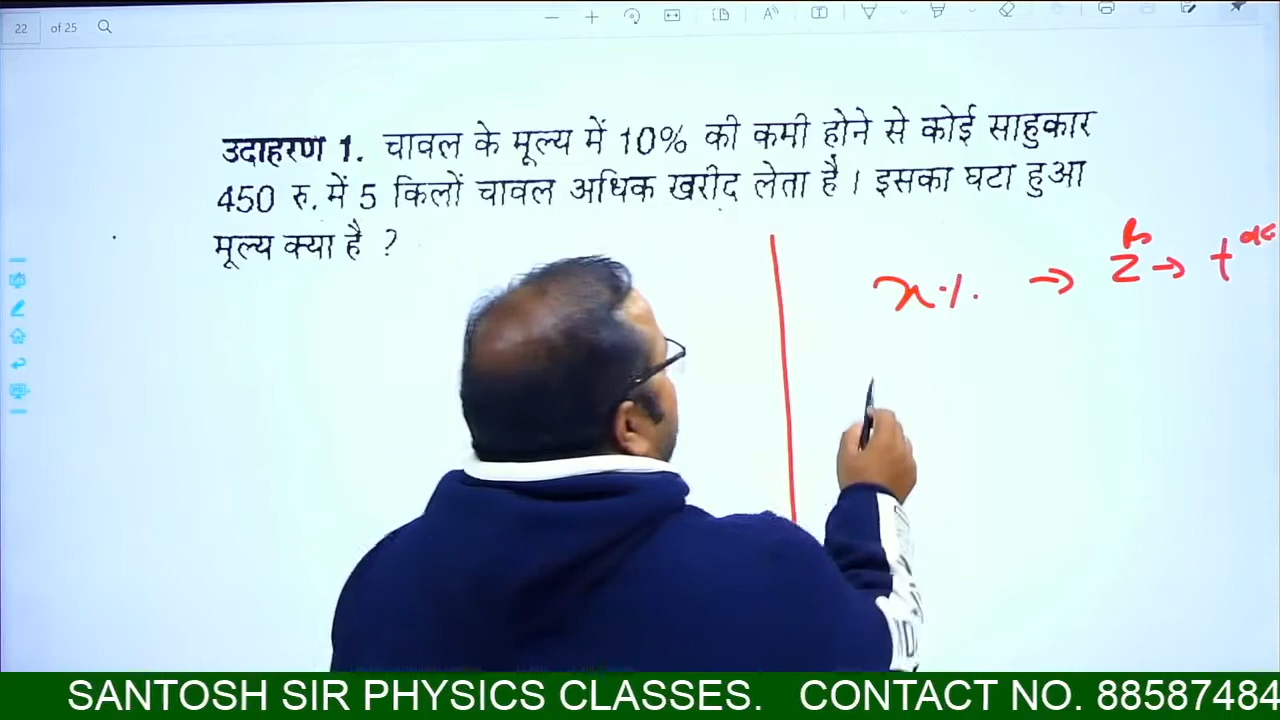 22 of 25
उदाहरण 1. चावल के मूल्य में 10% की कमी होने से कोई साहुकार
450 रु. में 5 किलों चावल अधिक खरीद लेता है । इसका घटा हुआ
मूल्य क्या है ?
x% → Z → t
SANTOSH SIR PHYSICS CLASSES. CONTACT NO. 88587484